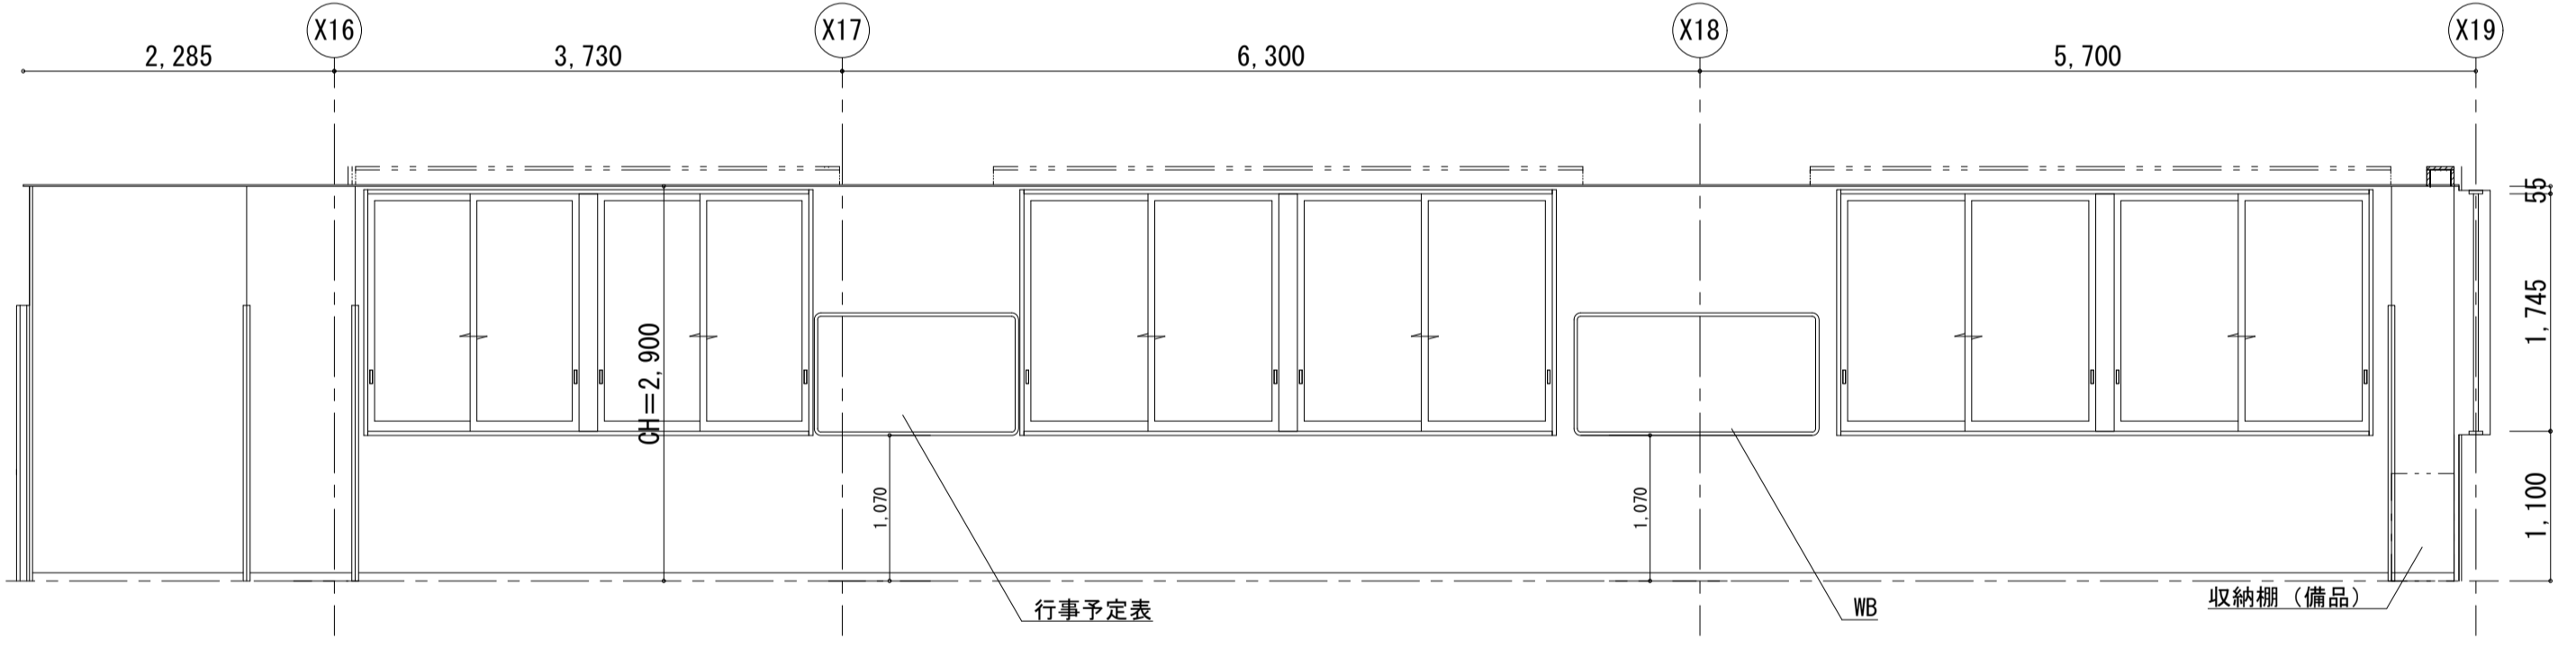 X16
X17
X18
X19
2,285
3,730
6,300
5,700
55
1,745
1,100
CH=2,900
1,070
1,070
行事予定表
WB
収納棚（備品）